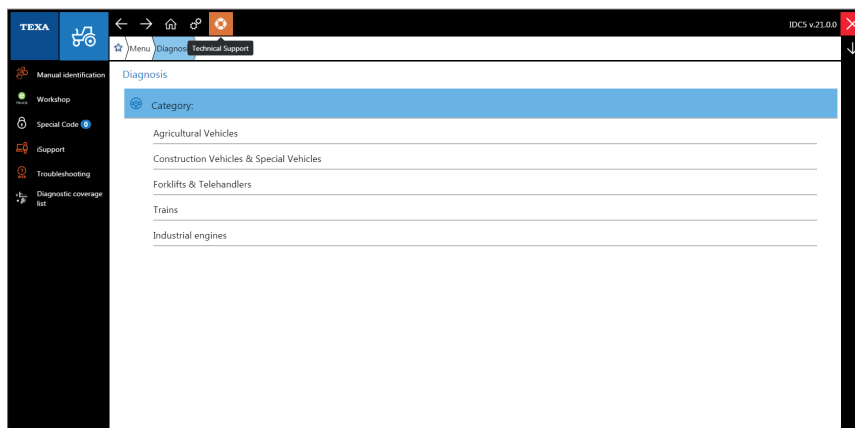 TEXA
IDC5 v.21.0.0
Menu
Diagnos
Technical Support
Manual identification
Workshop
Special Code 0
iSupport
Troubleshooting
Diagnostic coverage
list
Diagnosis
Category:
Agricultural Vehicles
Construction Vehicles & Special Vehicles
Forklifts & Telehandlers
Trains
Industrial engines